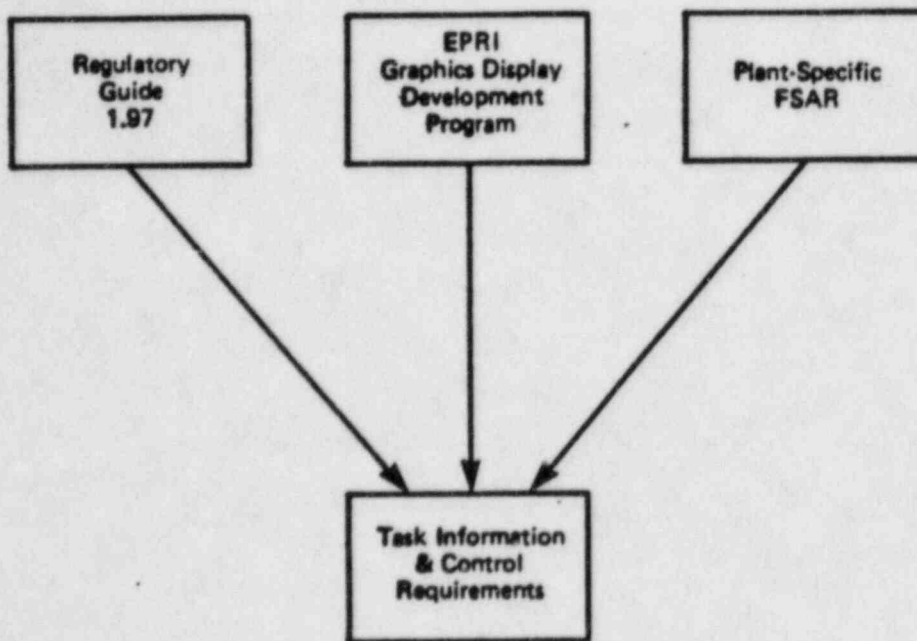 Regulatory
Guide
1.97
EPRI
Graphics Display
Development
Program
Plant-Specific
FSAR
Task Information
& Control
Requirements